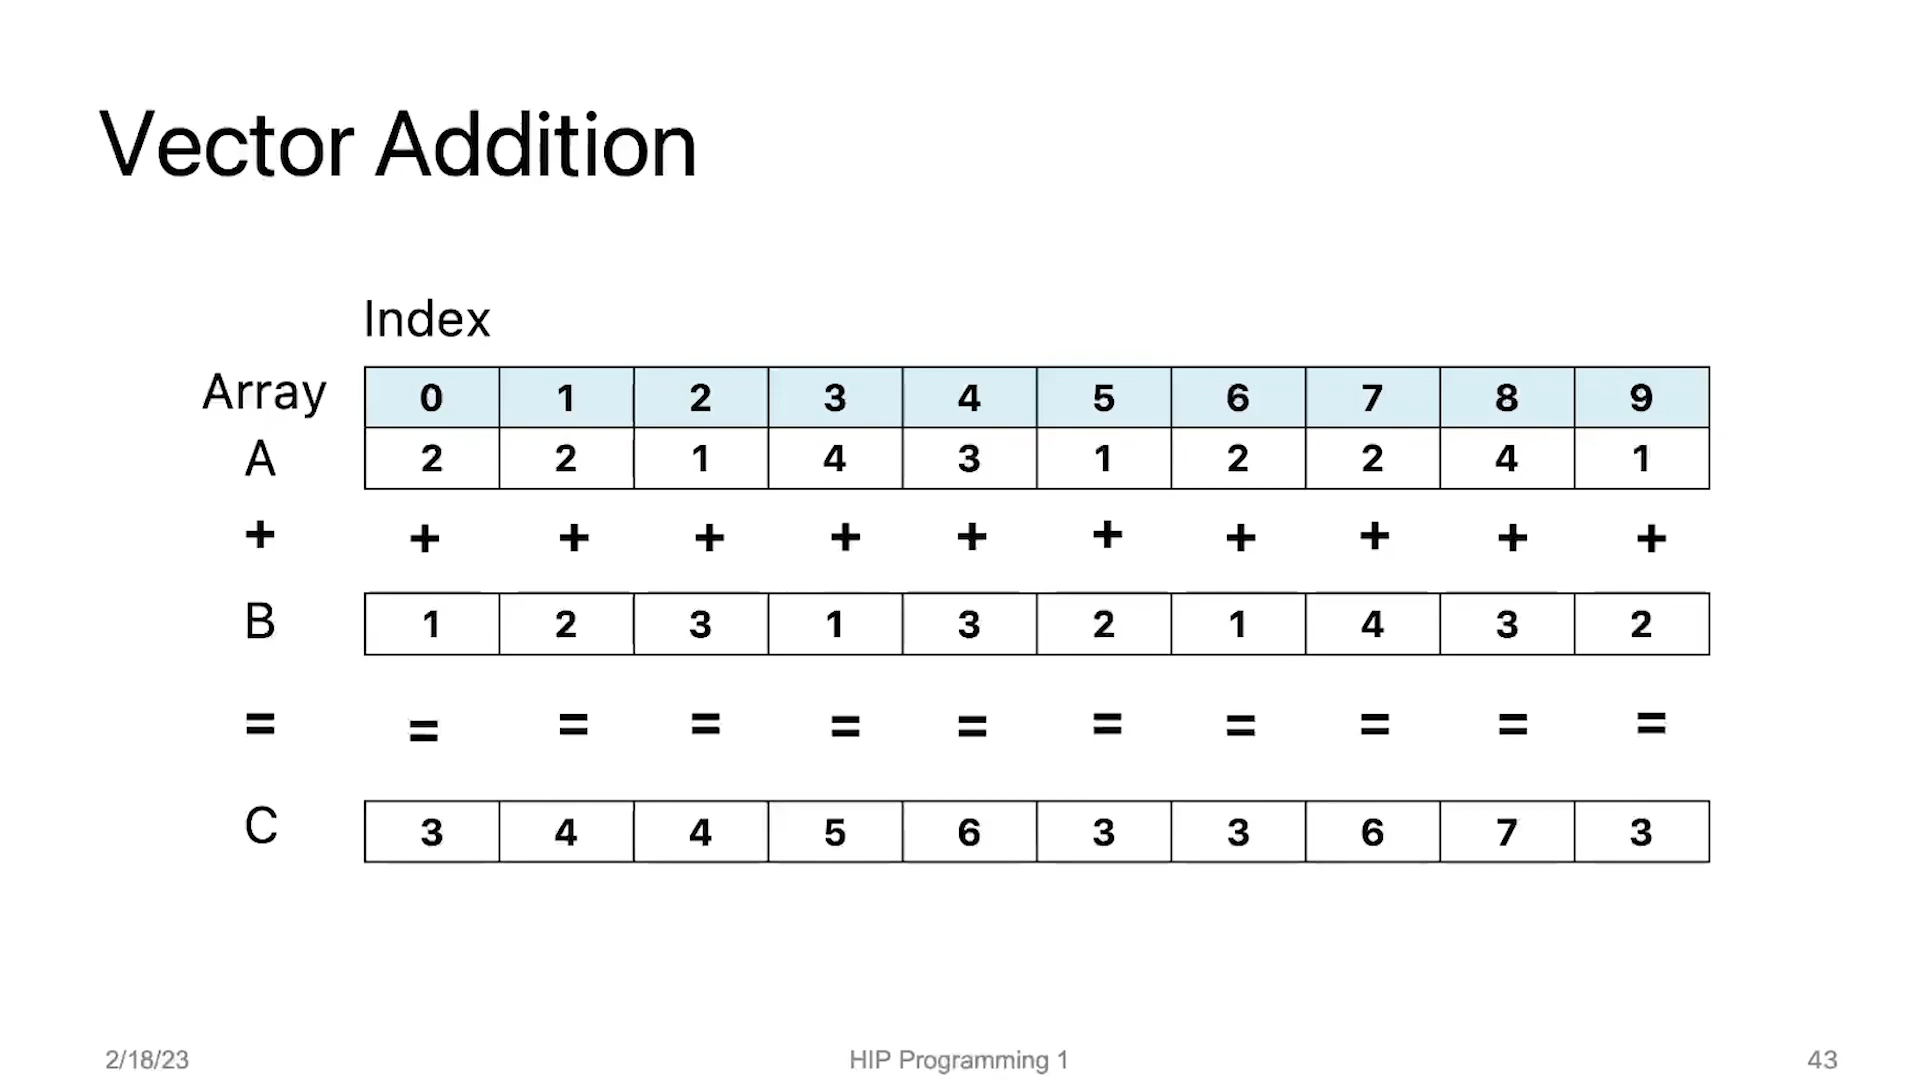 Vector Addition
Index
Array 0 1 2 3 4 5 6 7 8 9
A 2 2 1 4 3 1 2 2 4 1
+ + + + + + + + + + +
B 1 2 3 1 3 2 1 4 3 2
= = = = = = = = = = =
C 3 4 4 5 6 3 3 6 7 3
2/18/23 HIP Programming 1 43